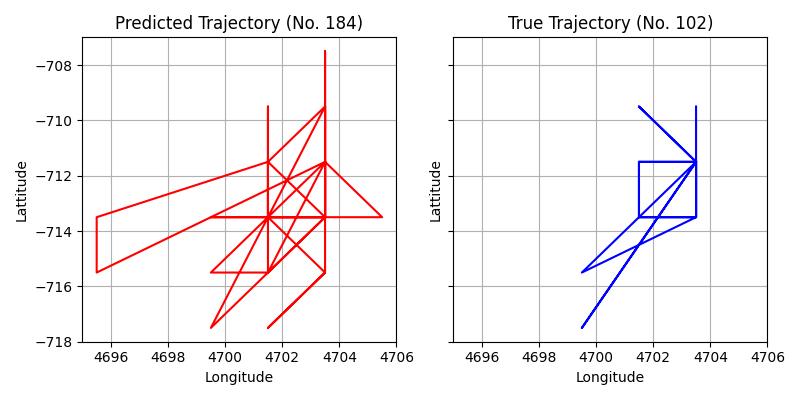 Predicted Trajectory (No. 184)
True Trajectory (No. 102)
Lattitude
−708
−710
−712
−714
−716
−718
4696 4698 4700 4702 4704 4706
Longitude
Lattitude
4696 4698 4700 4702 4704 4706
Longitude